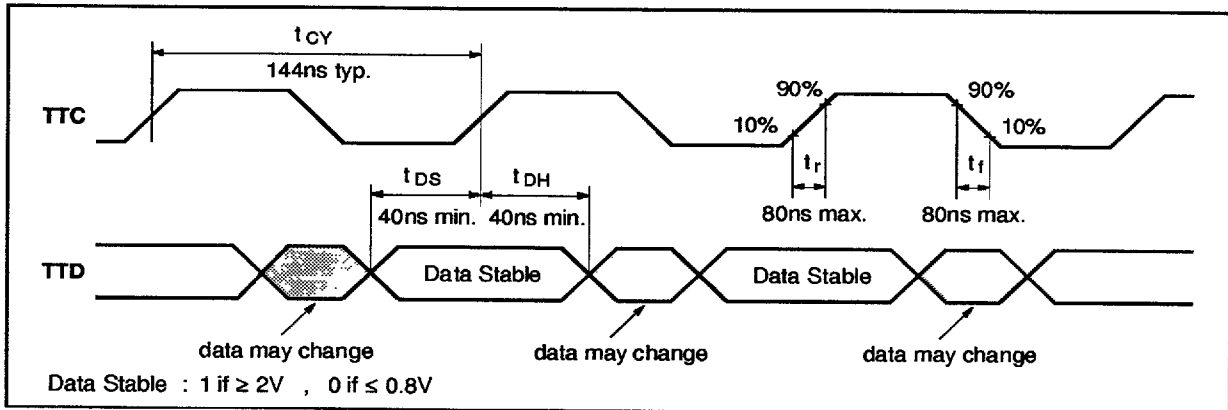 t CY
144ns typ.
TTC
90%
90%
10%
10%
t DS
t DH
t r
t f
40ns min.
40ns min.
80ns max.
80ns max.
TTD
Data Stable
Data Stable
data may change
data may change
data may change
Data Stable : 1 if ≥ 2V , 0 if ≤ 0.8V